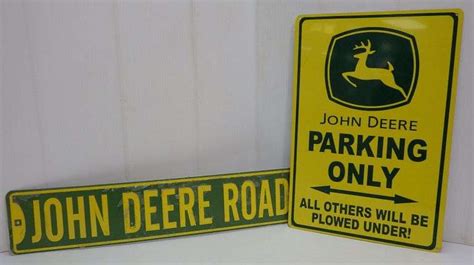 JOHN DEERE ROAD
JOHN DEERE
PARKING
ONLY
ALL OTHERS WILL BE
PLOWED UNDER!